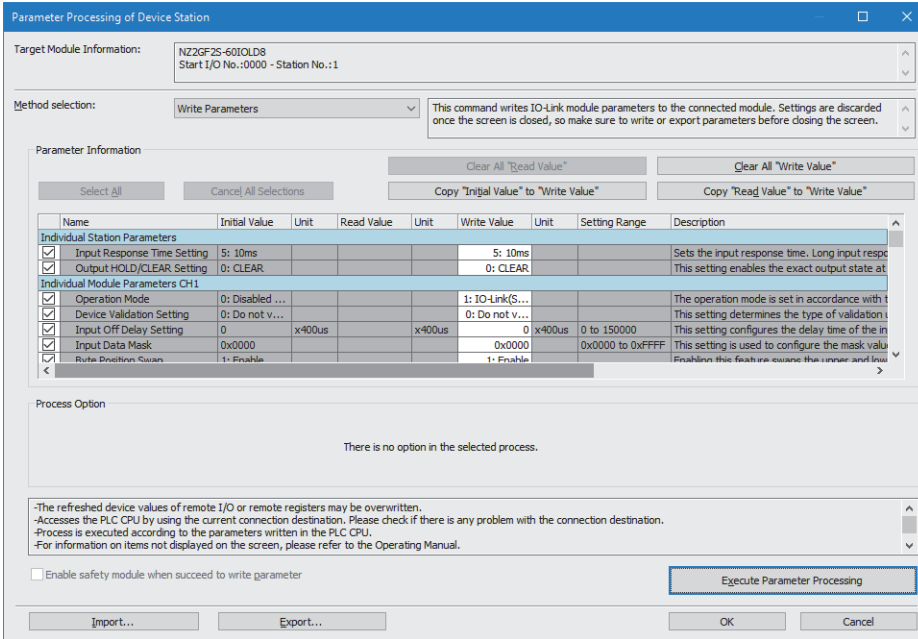 Parameter Processing of Device Station
Target Module Information:
NZ2GF2S-60IOLD8
Start I/O No.:0000 - Station No.:1
Method selection:
Write Parameters
This command writes IO-Link module parameters to the connected module. Settings are discarded
once the screen is closed, so make sure to write or export parameters before closing the screen.
Parameter Information
Clear All "Read Value"
Clear All "Write Value"
Select All
Cancel All Selections
Copy "Initial Value" to "Write Value"
Copy "Read Value" to "Write Value"
Name Initial Value Unit Read Value Unit Write Value Unit Setting Range Description
Individual Station Parameters
Input Response Time Setting 5: 10ms 5: 10ms Sets the input response time. Long input respo
Output HOLD/CLEAR Setting 0: CLEAR 0: CLEAR This setting enables the exact output state at
Individual Module Parameters CH1
Operation Mode 0: Disabled ... 1: IO-Link(S... The operation mode is set in accordance with t
Device Validation Setting 0: Do not v... 0: Do not v... This setting determines the type of validation u
Input Off Delay Setting 0 x400us x400us 0 x400us 0 to 150000 This setting configures the delay time of the in
Input Data Mask 0x0000 0x0000 0x0000 to 0xFFFF This setting is used to configure the mask valu
Byte Position Swap 1: Enable 1: Enable Enabling this feature swaps the upper and low
Process Option
There is no option in the selected process.
-The refreshed device values of remote I/O or remote registers may be overwritten.
-Accesses the PLC CPU by using the current connection destination. Please check if there is any problem with the connection destination.
-Process is executed according to the parameters written in the PLC CPU.
-For information on items not displayed on the screen, please refer to the Operating Manual.
Enable safety module when succeed to write parameter
Execute Parameter Processing
Import...
Export...
OK
Cancel